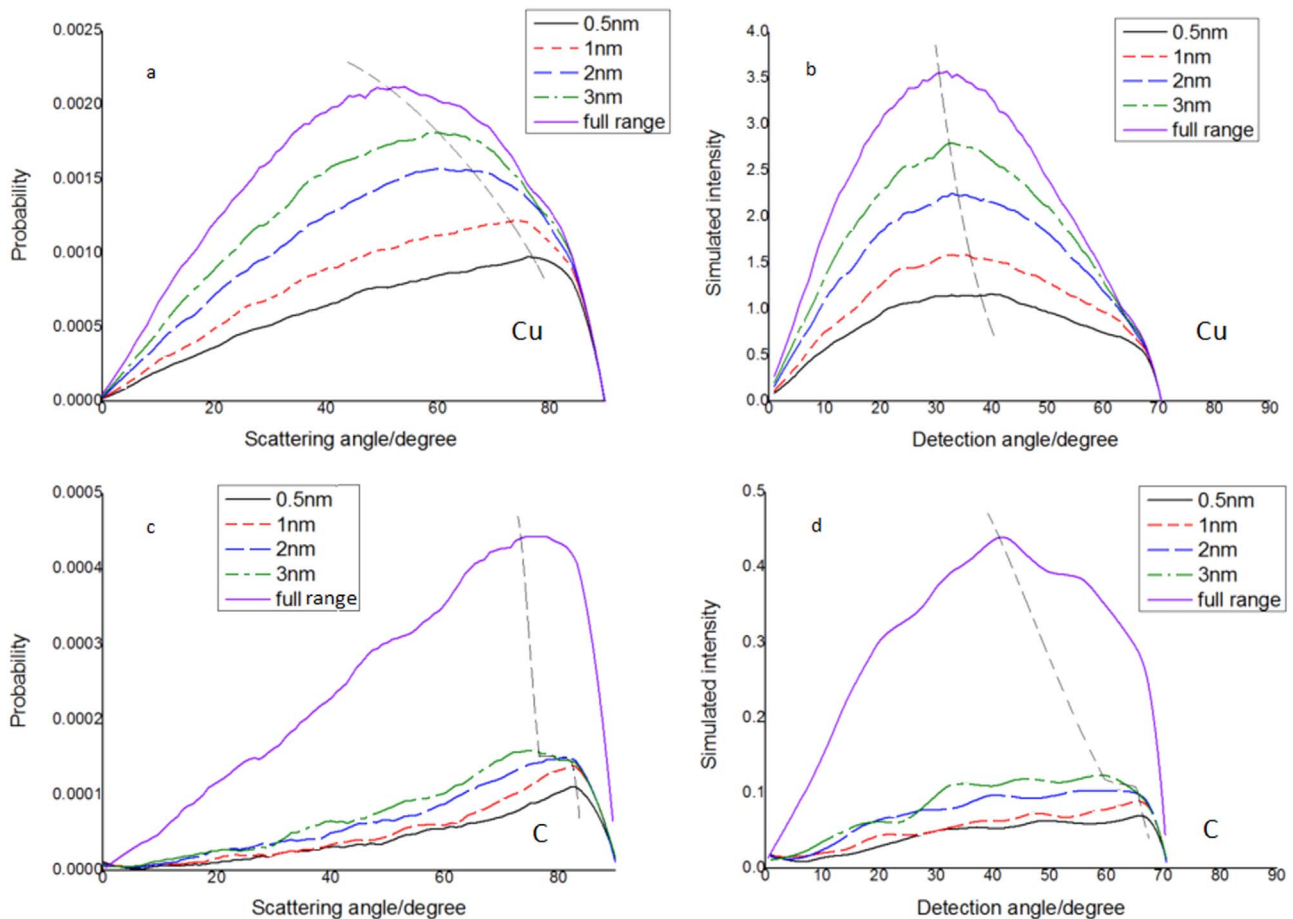 a
Probability
0.0025
0.0020
0.0015
0.0010
0.0005
0.0000
0 20 40 60 80
Scattering angle/degree
0.5nm
1nm
2nm
3nm
full range
Cu
b
Simulated intensity
4.0
3.5
3.0
2.5
2.0
1.5
1.0
0.5
0.0
0 10 20 30 40 50 60 70 80 90
Detection angle/degree
0.5nm
1nm
2nm
3nm
full range
Cu
c
Probability
0.0005
0.0004
0.0003
0.0002
0.0001
0.0000
0 20 40 60 80
Scattering angle/degree
0.5nm
1nm
2nm
3nm
full range
C
d
Simulated intensity
0.5
0.4
0.3
0.2
0.1
0.0
0 10 20 30 40 50 60 70 80 90
Detection angle/degree
0.5nm
1nm
2nm
3nm
full range
C